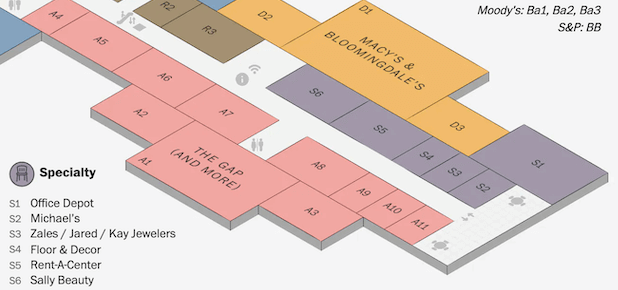 Moody's: Ba1, Ba2, Ba3
S&P: BB
D1
D2
R2
R3
A4
A5
A6
A7
A2
MACY'S &
BLOOMINGDALE'S
S6
S5
S4
S3
S2
D3
S1
A1
THE GAP
(AND MORE)
A8
A9
A10
A11
A3
Specialty
S1 Office Depot
S2 Michael's
S3 Zales / Jared / Kay Jewelers
S4 Floor & Decor
S5 Rent-A-Center
S6 Sally Beauty